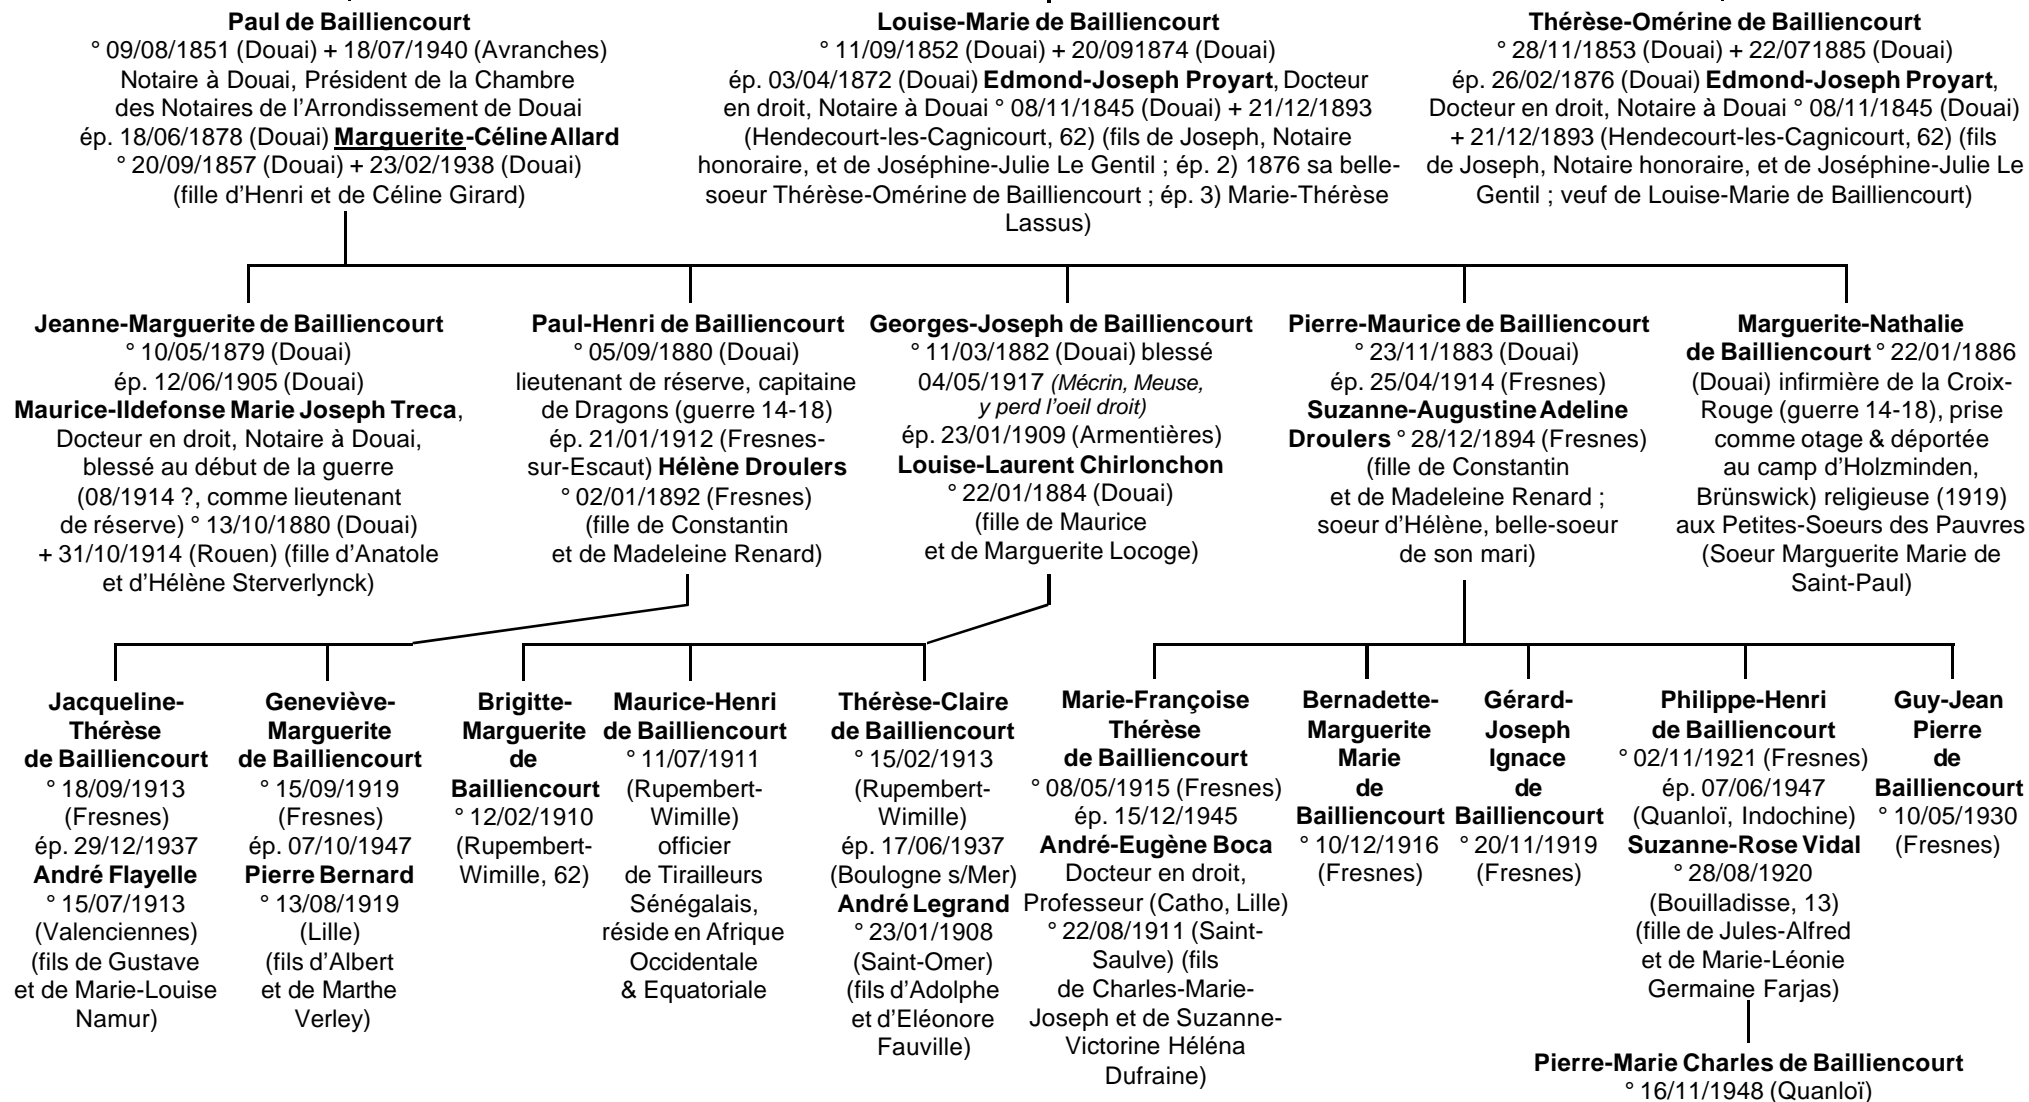 Paul de Bailliencourt
° 09/08/1851 (Douai) + 18/07/1940 (Avranches)
Notaire à Douai, Président de la Chambre
des Notaires de l'Arrondissement de Douai
ép. 18/06/1878 (Douai) Marguerite-Céline Allard
° 20/09/1857 (Douai) + 23/02/1938 (Douai)
(fille d'Henri et de Céline Girard)
Louise-Marie de Bailliencourt
° 11/09/1852 (Douai) + 20/091874 (Douai)
ép. 03/04/1872 (Douai) Edmond-Joseph Proyart, Docteur
en droit, Notaire à Douai ° 08/11/1845 (Douai) + 21/12/1893
(Hendecourt-les-Cagnicourt, 62) (fils de Joseph, Notaire
honoraire, et de Joséphine-Julie Le Gentil ; ép. 2) 1876 sa belle-
soeur Thérèse-Omérine de Bailliencourt ; ép. 3) Marie-Thérèse
Lassus)
Thérèse-Omérine de Bailliencourt
° 28/11/1853 (Douai) + 22/071885 (Douai)
ép. 26/02/1876 (Douai) Edmond-Joseph Proyart,
Docteur en droit, Notaire à Douai ° 08/11/1845 (Douai)
+ 21/12/1893 (Hendecourt-les-Cagnicourt, 62) (fils
de Joseph, Notaire honoraire, et de Joséphine-Julie Le
Gentil ; veuf de Louise-Marie de Bailliencourt)
Jeanne-Marguerite de Bailliencourt
° 10/05/1879 (Douai)
ép. 12/06/1905 (Douai)
Maurice-Ildefonse Marie Joseph Treca,
Docteur en droit, Notaire à Douai,
blessé au début de la guerre
(08/1914 ?, comme lieutenant
de réserve) ° 13/10/1880 (Douai)
+ 31/10/1914 (Rouen) (fille d'Anatole
et d'Hélène Sterverlynck)
Paul-Henri de Bailliencourt
° 05/09/1880 (Douai)
lieutenant de réserve, capitaine
de Dragons (guerre 14-18)
ép. 21/01/1912 (Fresnes-
sur-Escaut) Hélène Droulers
° 02/01/1892 (Fresnes)
(fille de Constantin
et de Madeleine Renard)
Georges-Joseph de Bailliencourt
° 11/03/1882 (Douai) blessé
04/05/1917 (Mécrin, Meuse,
y perd l'oeil droit)
ép. 23/01/1909 (Armentières)
Louise-Laurent Chirlonchon
° 22/01/1884 (Douai)
(fille de Maurice
et de Marguerite Locoge)
Pierre-Maurice de Bailliencourt
° 23/11/1883 (Douai)
ép. 25/04/1914 (Fresnes)
Suzanne-Augustine Adeline
Droulers ° 28/12/1894 (Fresnes)
(fille de Constantin
et de Madeleine Renard ;
soeur d'Hélène, belle-soeur
de son mari)
Marguerite-Nathalie
de Bailliencourt ° 22/01/1886
(Douai) infirmière de la Croix-
Rouge (guerre 14-18), prise
comme otage & déportée
au camp d'Holzminden,
Brünswick) religieuse (1919)
aux Petites-Soeurs des Pauvres
(Soeur Marguerite Marie de
Saint-Paul)
Jacqueline-
Thérèse
de Bailliencourt
° 18/09/1913
(Fresnes)
ép. 29/12/1937
André Flayelle
° 15/07/1913
(Valenciennes)
(fils de Gustave
et de Marie-Louise
Namur)
Geneviève-
Marguerite
de Bailliencourt
° 15/09/1919
(Fresnes)
ép. 07/10/1947
Pierre Bernard
° 13/08/1919
(Lille)
(fils d'Albert
et de Marthe
Verley)
Brigitte-
Marguerite
de
Bailliencourt
° 12/02/1910
(Rupembert-
Wimille, 62)
Maurice-Henri
de Bailliencourt
° 11/07/1911
(Rupembert-
Wimille)
officier
de Tirailleurs
Sénégalais,
réside en Afrique
Occidentale
& Equatoriale
Thérèse-Claire
de Bailliencourt
° 15/02/1913
(Rupembert-
Wimille)
ép. 17/06/1937
(Boulogne s/Mer)
André Legrand
° 23/01/1908
(Saint-Omer)
(fils d'Adolphe
et d'Eléonore
Fauville)
Marie-Françoise
Thérèse
de Bailliencourt
° 08/05/1915 (Fresnes)
ép. 15/12/1945
André-Eugène Boca
Docteur en droit,
Professeur (Catho, Lille)
° 22/08/1911 (Saint-
Saulve) (fils
de Charles-Marie-
Joseph et de Suzanne-
Victorine Héléna
Dufraine)
Bernadette-
Marguerite
Marie
de
Bailliencourt
° 10/12/1916
(Fresnes)
Gérard-
Joseph
Ignace
de
Bailliencourt
° 20/11/1919
(Fresnes)
Philippe-Henri
de Bailliencourt
° 02/11/1921 (Fresnes)
ép. 07/06/1947
(Quanloï, Indochine)
Suzanne-Rose Vidal
° 28/08/1920
(Bouilladisse, 13)
(fille de Jules-Alfred
et de Marie-Léonie
Germaine Farjas)
Guy-Jean
Pierre
de
Bailliencourt
° 10/05/1930
(Fresnes)
Pierre-Marie Charles de Bailliencourt
° 16/11/1948 (Quanloï)